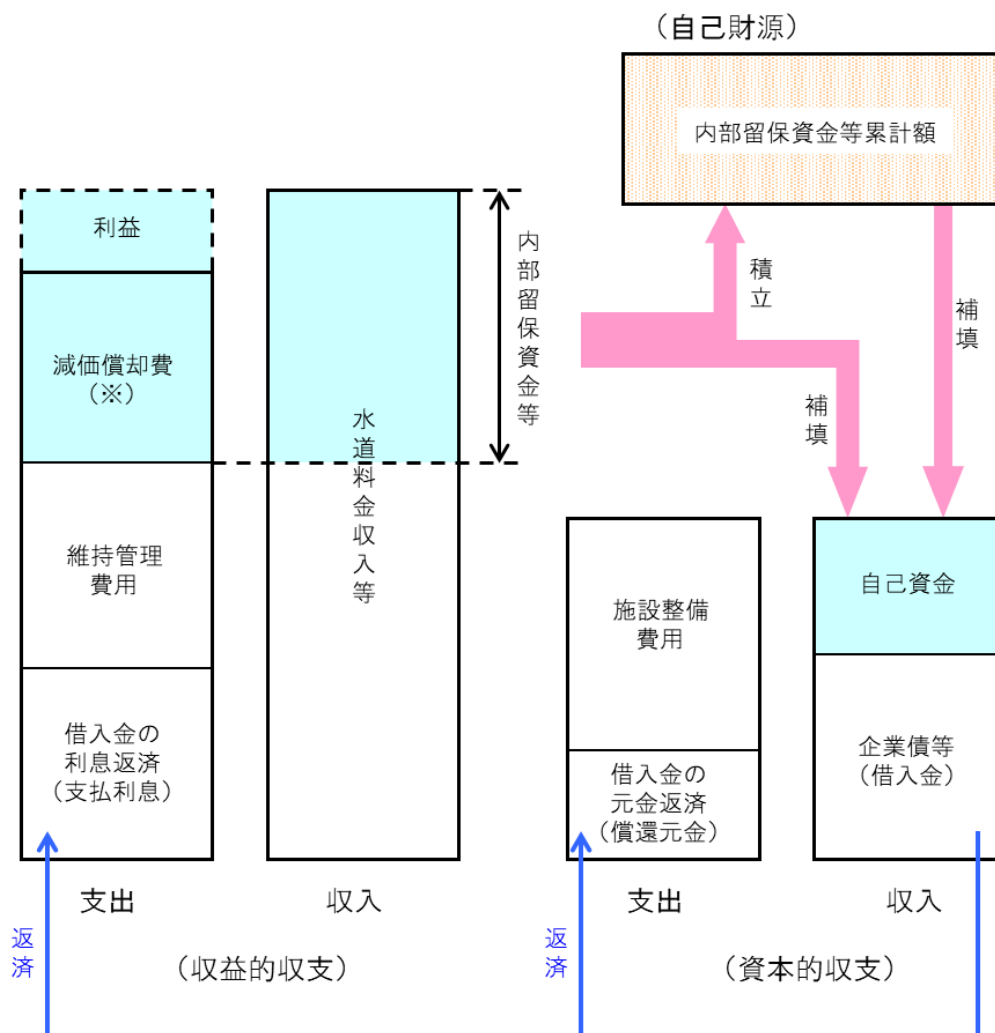 （自己財源）
内部留保資金等累計額
利益
減価償却費
（※）
維持管理
費用
借入金の
利息返済
（支払利息）
水道料金収入等
内部留保資金等
積立
補填
補填
施設整備
費用
借入金の
元金返済
（償還元金）
自己資金
企業債等
（借入金）
支出
収入
支出
収入
返済
（収益的収支）
返済
（資本的収支）